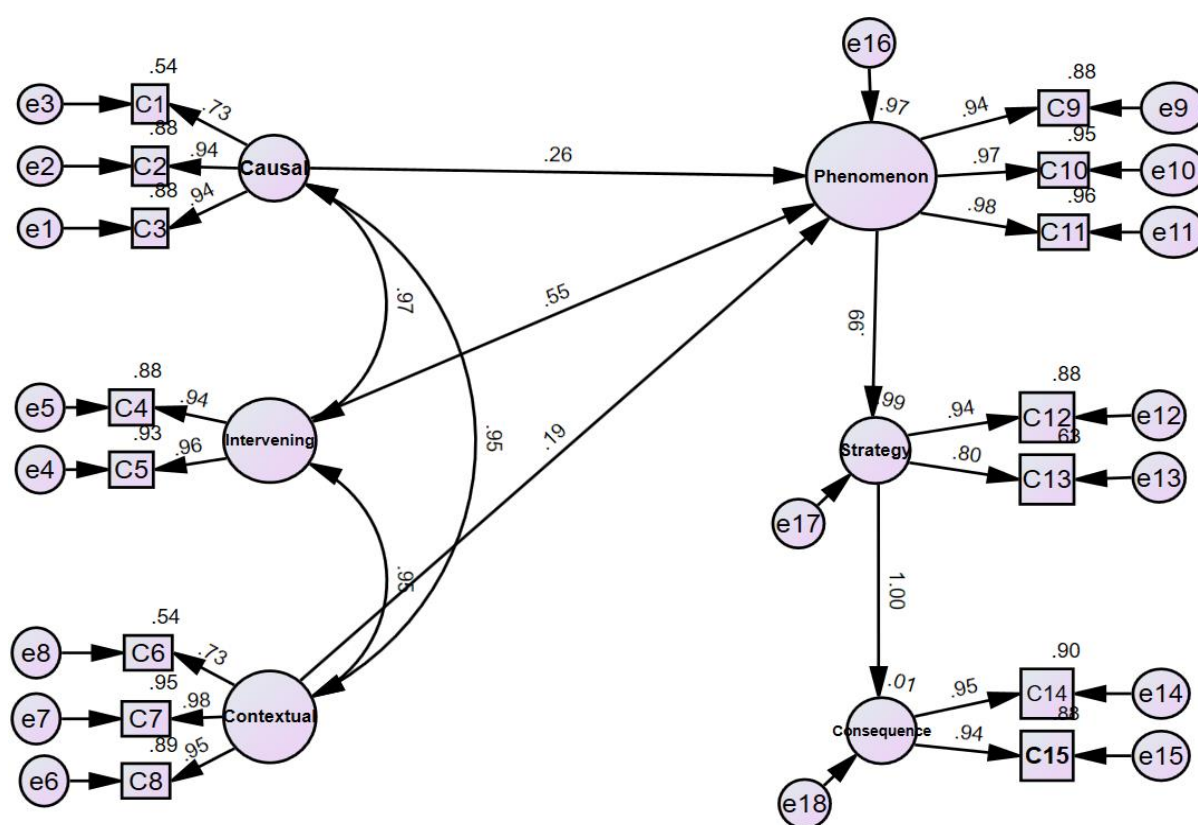 e16
.54
.88
e3
C1
.73
.97
.94
C9
e9
.88
.95
e2
C2
.94
Causal
.26
Phenomenon
.97
C10
e10
.88
.96
e1
C3
.94
.98
C11
e11
.97
.55
.99
.88
.88
e5
C4
.94
.99
.94
C12
e12
.93
Intervening
.19
.95
.63
e4
C5
.96
Strategy
.80
C13
e13
e17
.95
1.00
.54
e8
C6
.73
.90
.95
.01
.95
C14
e14
e7
C7
.98
Contextual
.88
.89
.95
Consequence
.94
C15
e15
e6
C8
e18